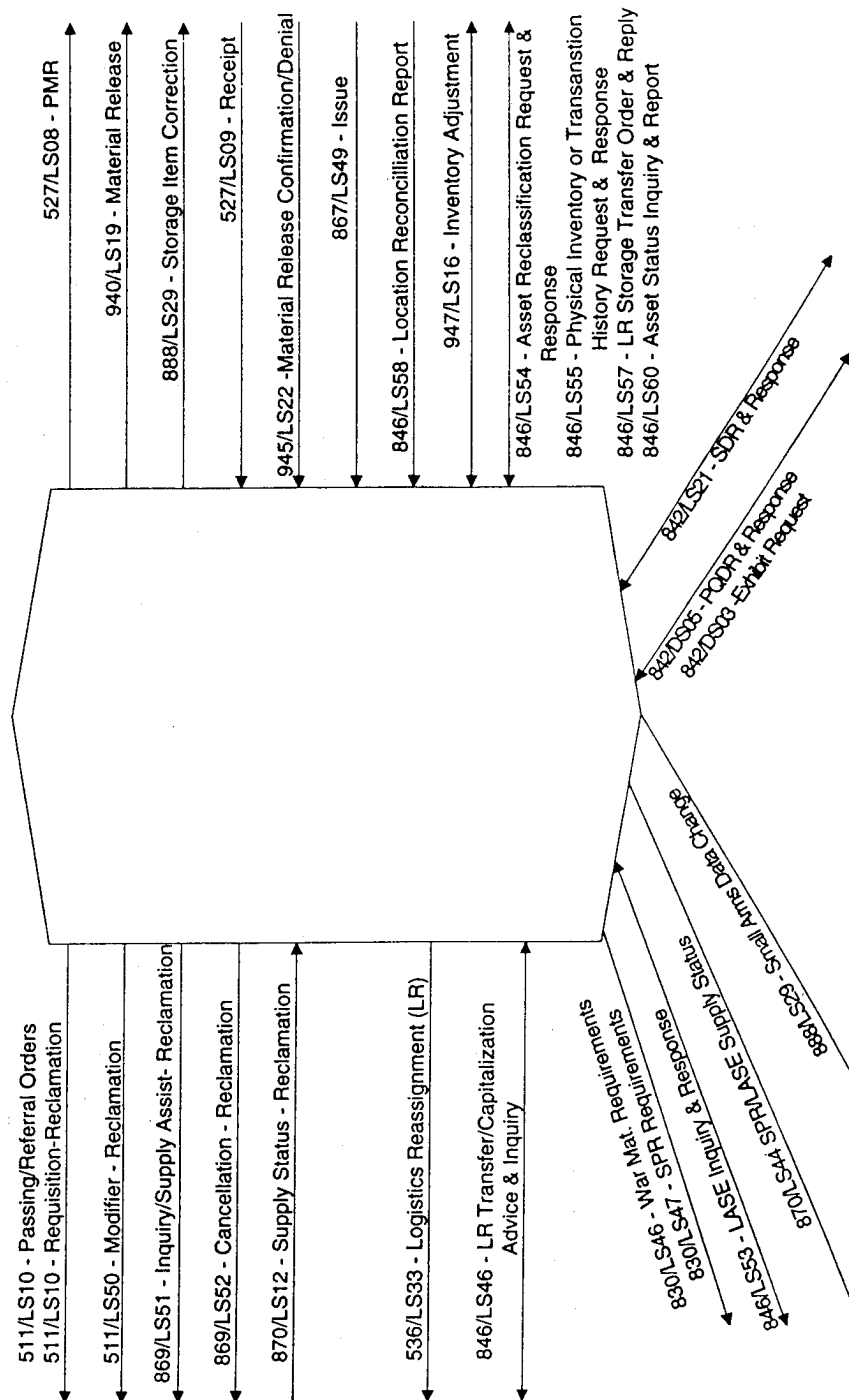 511/LS10 - Passing/Referral Orders
511/LS10 - Requisition-Reclamation
511/LS50 - Modifier - Reclamation
869/LS51 - Inquiry/Supply Assist- Reclamation
869/LS52 - Cancellation - Reclamation
870/LS12 - Supply Status - Reclamation
536/LS33 - Logistics Reassignment (LR)
846/LS46 - LR Transfer/Capitalization
Advice & Inquiry
830/LS46 - War Mat. Requirements
830/LS47 - SPR Requirements
846/LS53 - LASE Inquiry & Response
870/LS44 SPR/LASE Supply Status
888/LS29 - Small Arms Data Change
527/LS08 - PMR
940/LS19 - Material Release
888/LS29 - Storage Item Correction
527/LS09 - Receipt
945/LS22 -Material Release Confirmation/Denial
867/LS49 - Issue
846/LS58 - Location Reconcilliation Report
947/LS16 - Inventory Adjustment
846/LS54 - Asset Reclassification Request &
Response
846/LS55 - Physical Inventory or Transanstion
History Request & Response
846/LS57 - LR Storage Transfer Order & Reply
846/LS60 - Asset Status Inquiry & Report
842/LS21 - SDR & Response
842/DS05 - PQDR & Response
842/DS03 -Exhibit Request